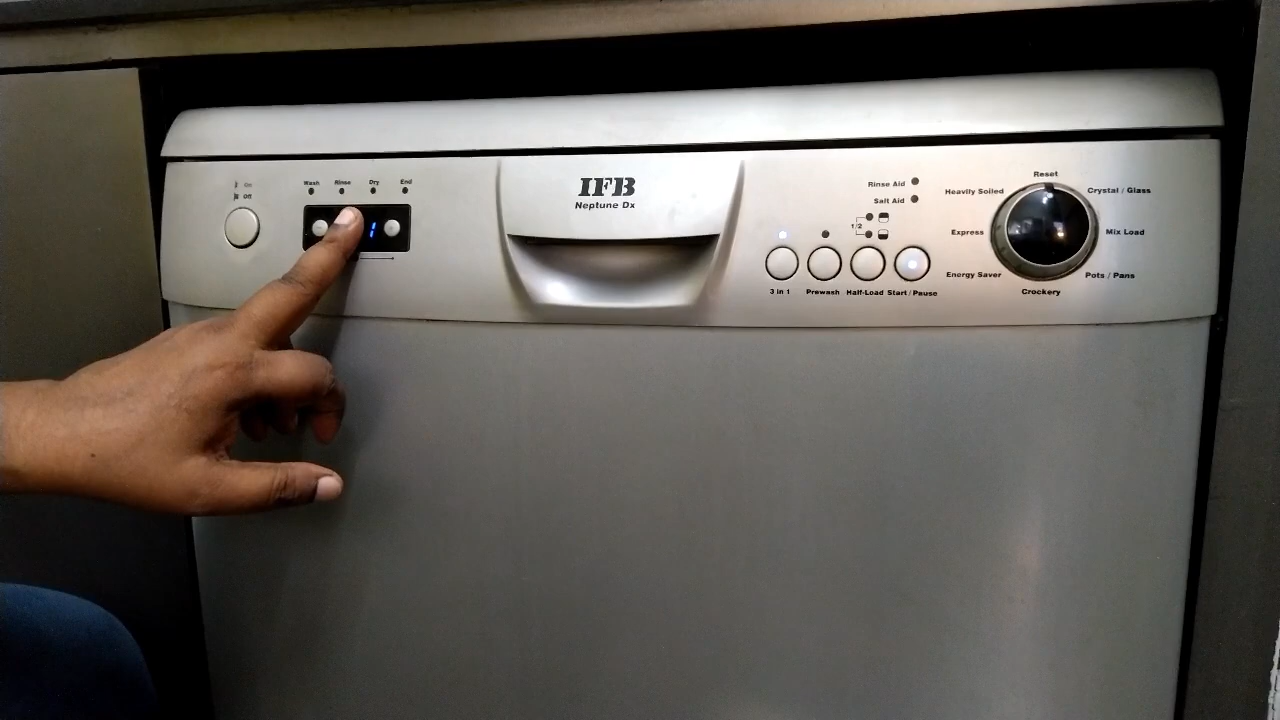 On
Off
Wash Rinse Dry End
1
IFB
Neptune Dx
Rinse Aid
Salt Aid
1/2
3 in 1 Prewash Half-Load Start / Pause
Reset
Heavily Soiled Crystal / Glass
Express Mix Load
Energy Saver Pots / Pans
Crockery